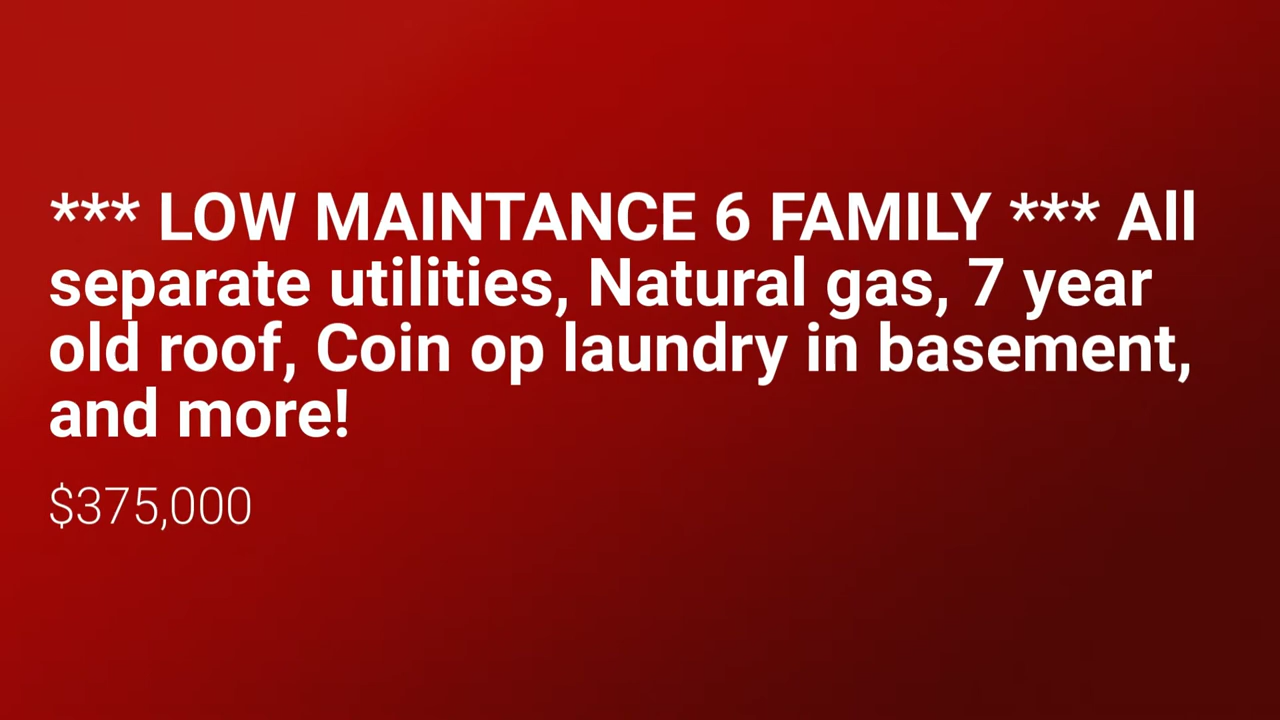 *** LOW MAINTANCE 6 FAMILY *** All
separate utilities, Natural gas, 7 year
old roof, Coin op laundry in basement,
and more!
$375,000